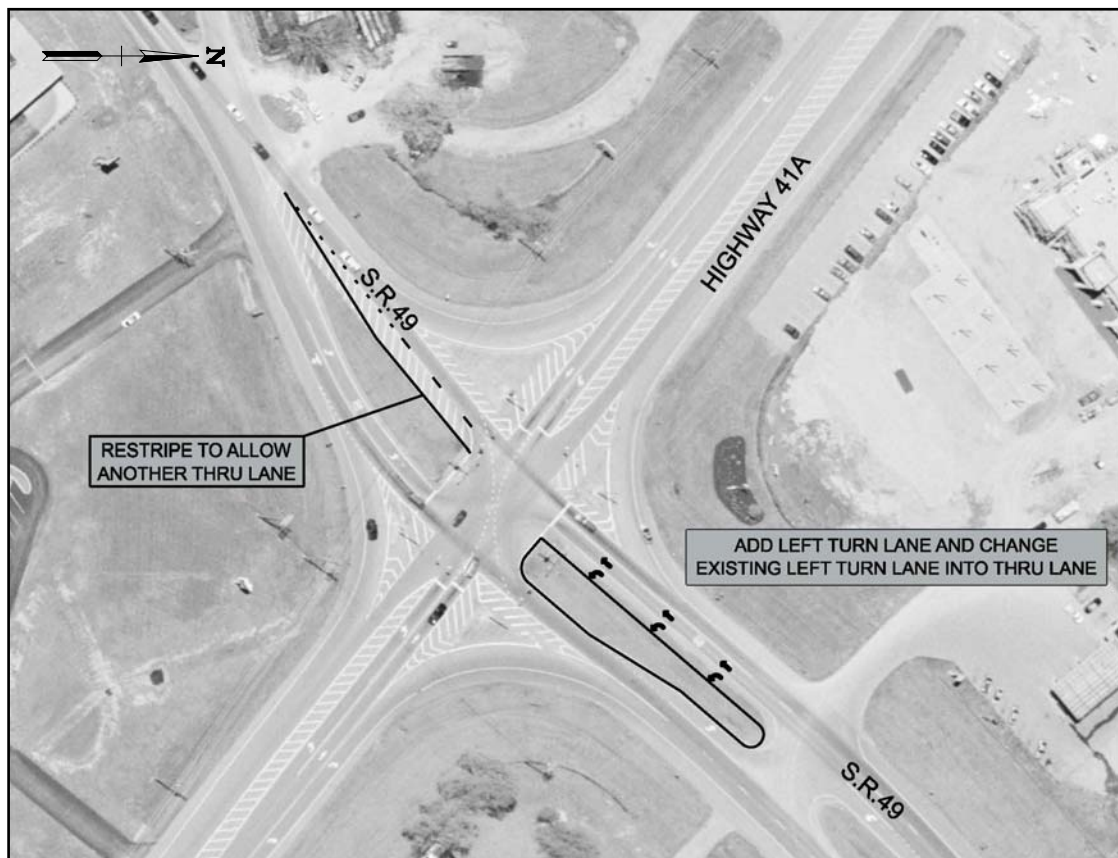 N
HIGHWAY 41A
S.R.49
RESTRIPE TO ALLOW
ANOTHER THRU LANE
ADD LEFT TURN LANE AND CHANGE
EXISTING LEFT TURN LANE INTO THRU LANE
S.R.49